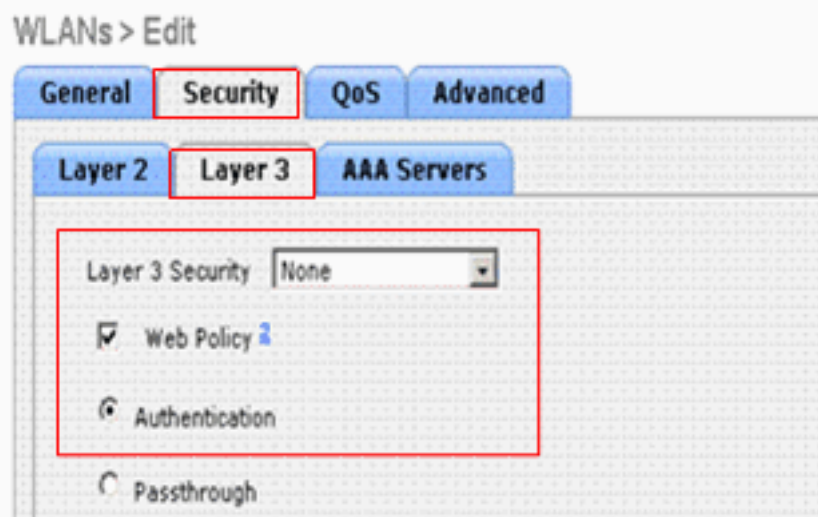 WLANs > Edit
General Security QoS Advanced
Layer 2 Layer 3 AAA Servers
Layer 3 Security None
Web Policy 2
Authentication
Passthrough